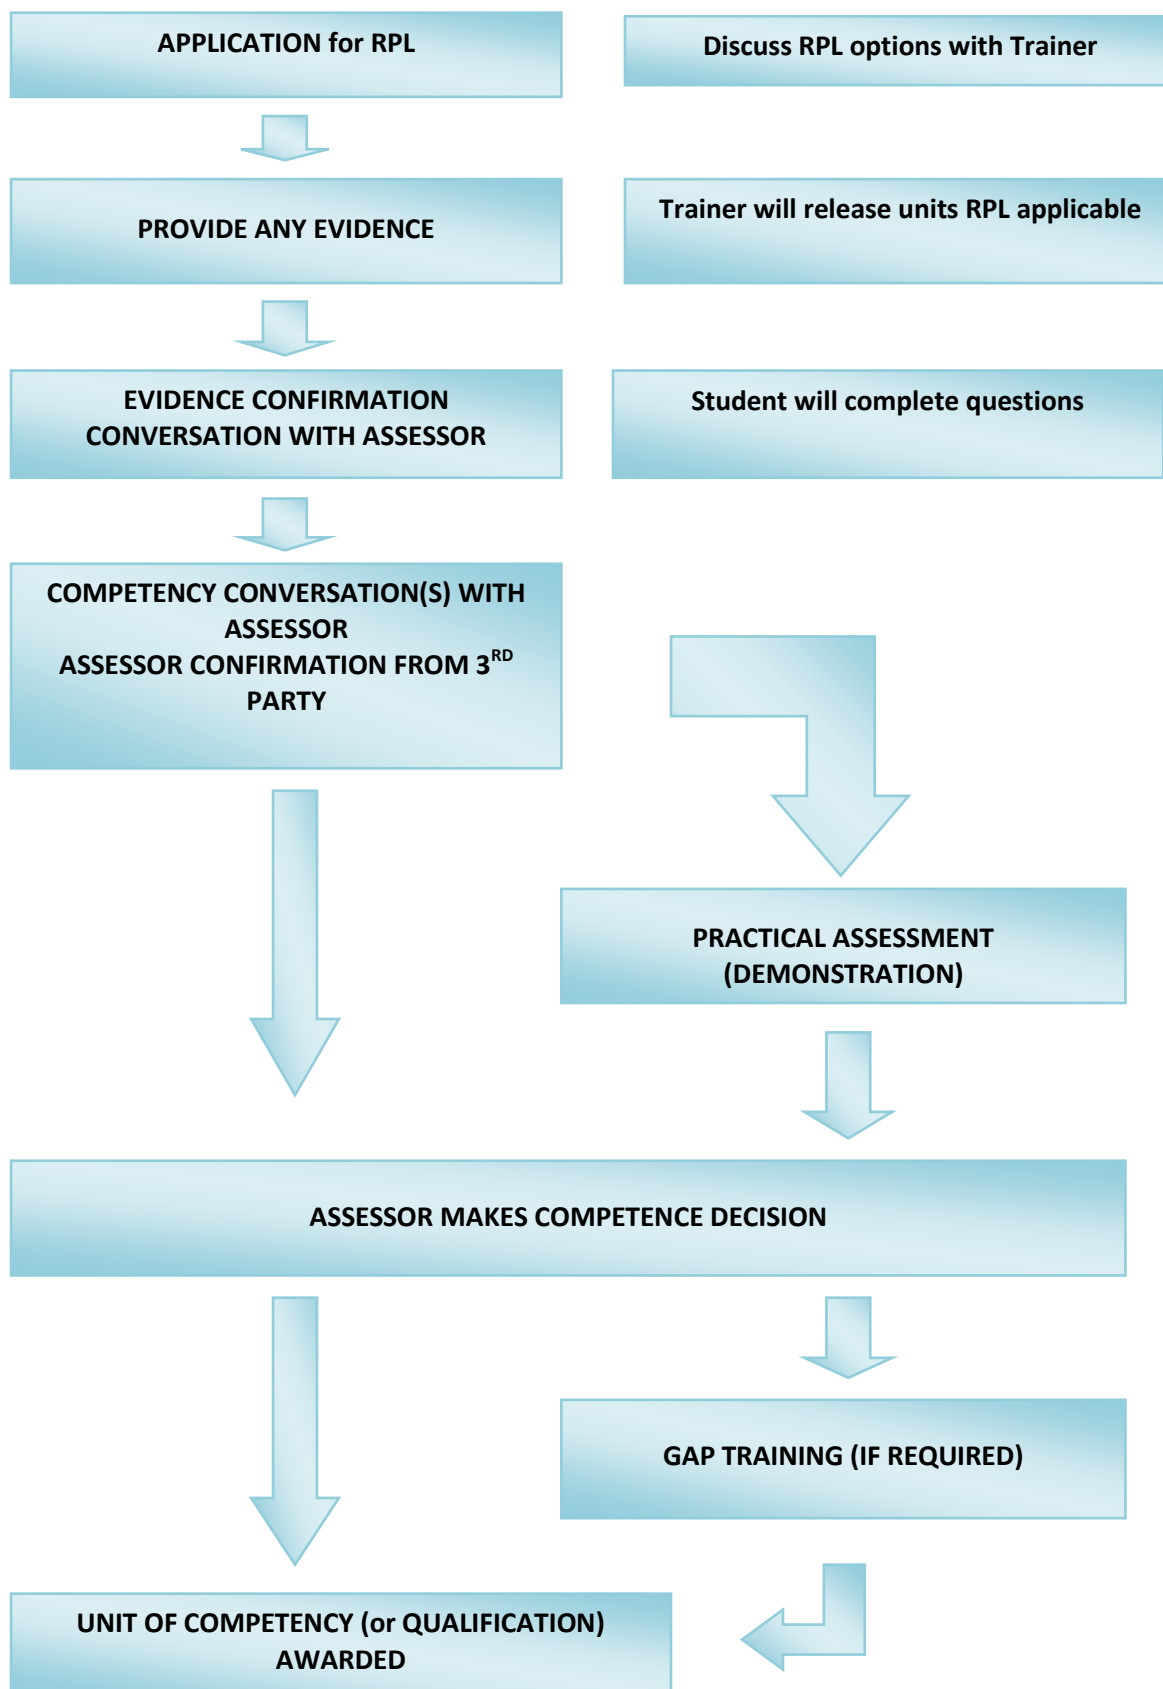 APPLICATION for RPL
Discuss RPL options with Trainer
PROVIDE ANY EVIDENCE
Trainer will release units RPL applicable
EVIDENCE CONFIRMATION
CONVERSATION WITH ASSESSOR
Student will complete questions
COMPETENCY CONVERSATION(S) WITH
ASSESSOR
ASSESSOR CONFIRMATION FROM 3RD
PARTY
PRACTICAL ASSESSMENT
(DEMONSTRATION)
ASSESSOR MAKES COMPETENCE DECISION
GAP TRAINING (IF REQUIRED)
UNIT OF COMPETENCY (or QUALIFICATION)
AWARDED